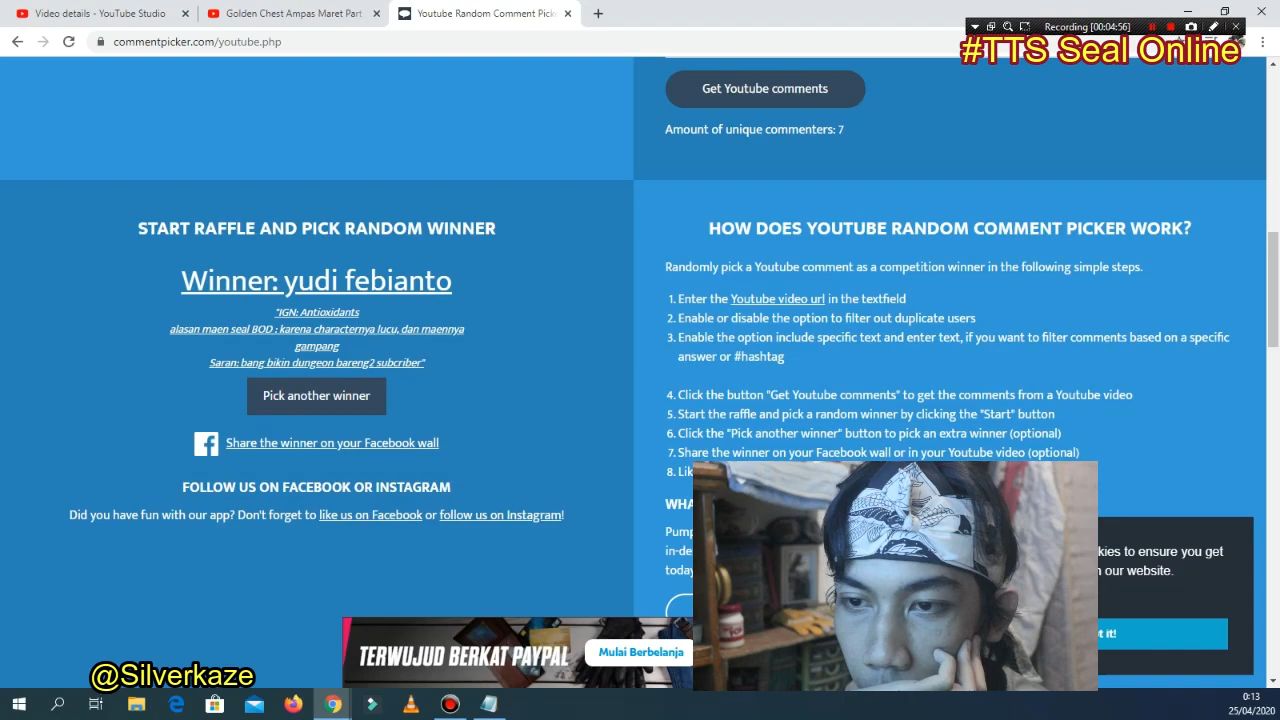 Video details - YouTube Studio
Golden Chest Ampas Maret Part
Youtube Random Comment Pick
commentpicker.com/youtube.php
Recording [00:04:56]
#TTS Seal Online
Get Youtube comments
Amount of unique commenters: 7
START RAFFLE AND PICK RANDOM WINNER
Winner: yudi febianto
"IGN: Antioxidants
alasan maen seal BOD : karena characternya lucu, dan maennya
gampang
Saran: bang bikin dungeon bareng2 subcriber"
Pick another winner
Share the winner on your Facebook wall
FOLLOW US ON FACEBOOK OR INSTAGRAM
Did you have fun with our app? Don't forget to like us on Facebook or follow us on Instagram!
HOW DOES YOUTUBE RANDOM COMMENT PICKER WORK?
Randomly pick a Youtube comment as a competition winner in the following simple steps.
1. Enter the Youtube video url in the textfield
2. Enable or disable the option to filter out duplicate users
3. Enable the option include specific text and enter text, if you want to filter comments based on a specific
answer or #hashtag
4. Click the button "Get Youtube comments" to get the comments from a Youtube video
5. Start the raffle and pick a random winner by clicking the "Start" button
6. Click the "Pick another winner" button to pick an extra winner (optional)
7. Share the winner on your Facebook wall or in your Youtube video (optional)
8. Lik
WHA
Pump
in-de
today
kies to ensure you get
n our website.
t it!
TERWUJUD BERKAT PAYPAL
Mulai Berbelanja
@Silverkaze
0:13
25/04/2020